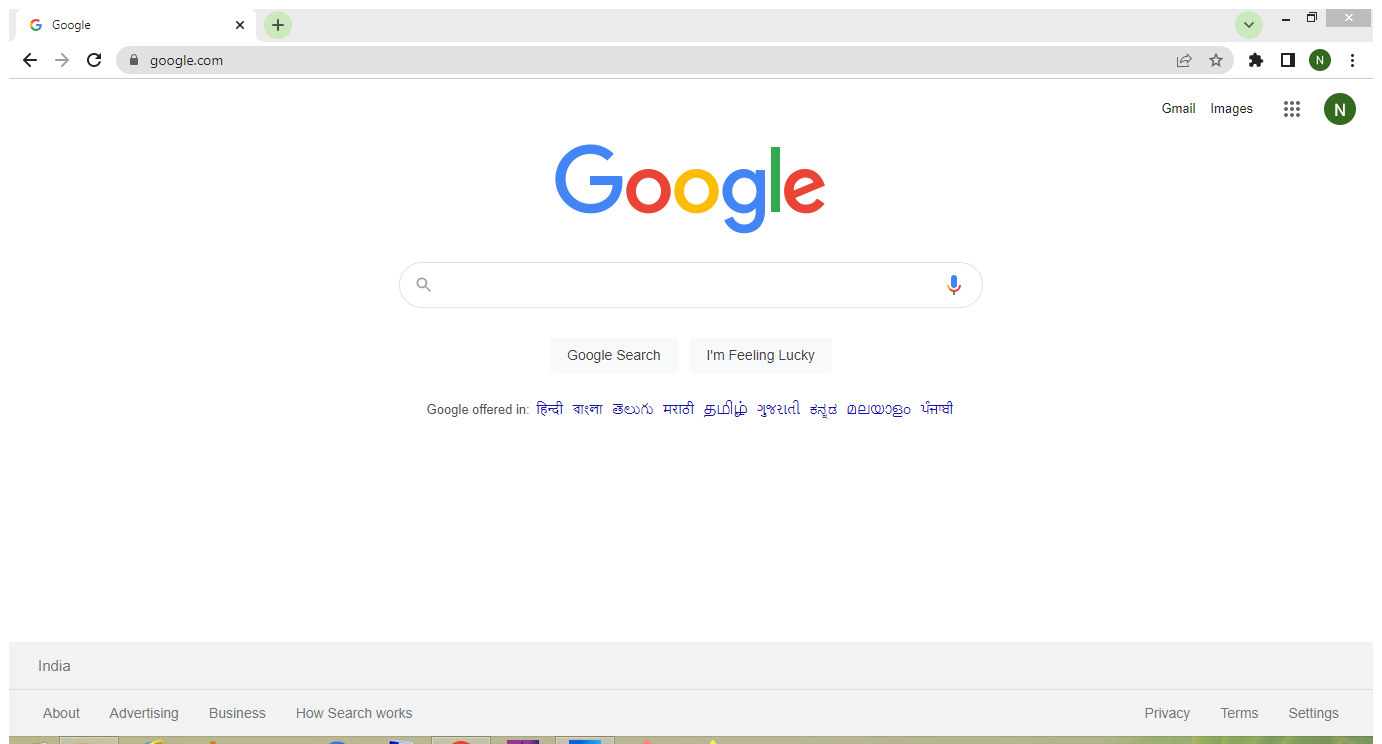 Google
google.com
N
Gmail Images
N
Google
Google Search I'm Feeling Lucky
Google offered in: हिन्दी বাংলা తెలుగు मराठी தமிழ் ગુજરાતી ಕನ್ನಡ മലയാളം ਪੰਜਾਬੀ
India
About Advertising Business How Search works Privacy Terms Settings